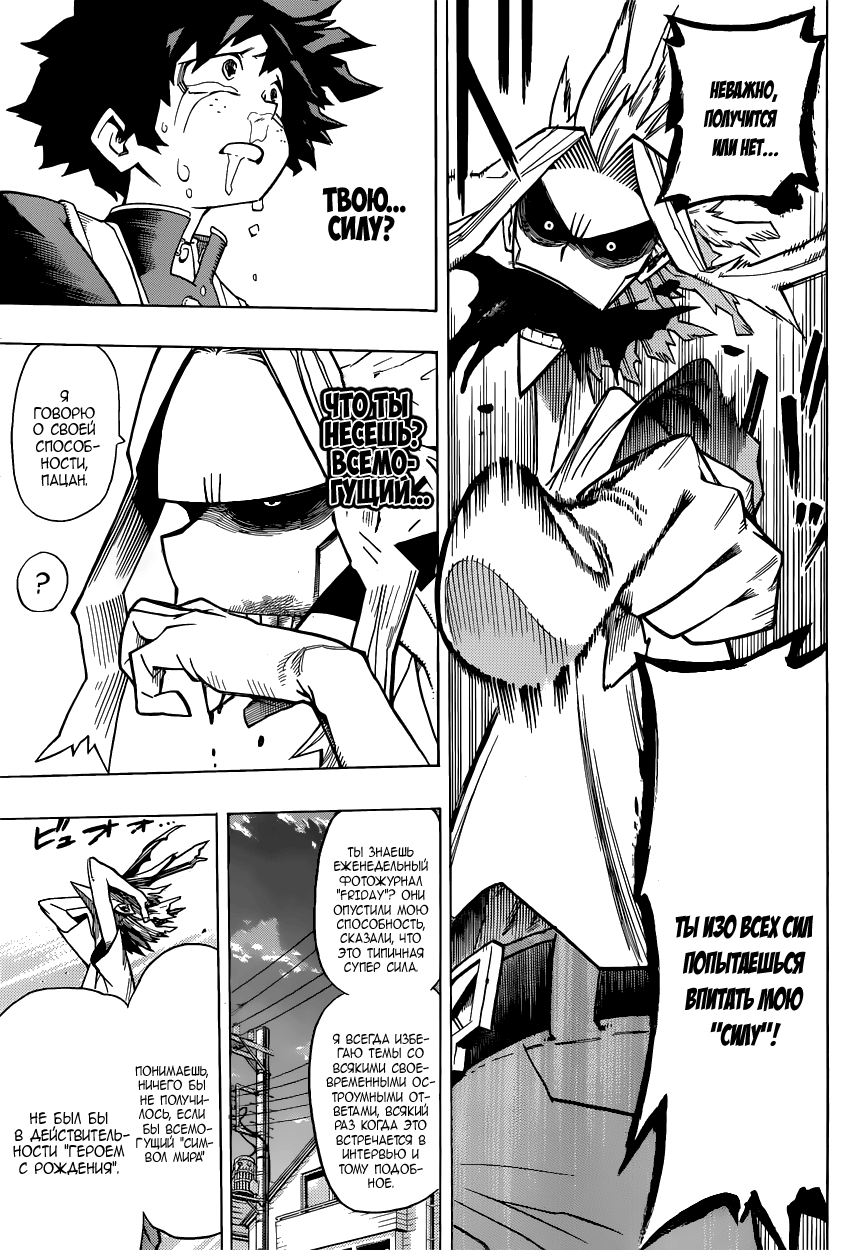 НЕВАЖНО,
ПОЛУЧИТСЯ
ИЛИ НЕТ...
ТЫ ИЗО ВСЕХ СИЛ
ПОПЫТАЕШЬСЯ
ВПИТАТЬ МОЮ
"СИЛУ"!
ТВОЮ...
СИЛУ?
ЧТО ТЫ
НЕСЕШЬ?
ВСЕМО-
ГУЩИЙ...
Я
ГОВОРЮ
О СВОЕЙ
СПОСОБ-
НОСТИ,
ПАЦАН.
?
ТЫ ЗНАЕШЬ
ЕЖЕНЕДЕЛЬНЫЙ
ФОТОЖУРНАЛ
"FRIDAY"? ОНИ
ОПУСТИЛИ МОЮ
СПОСОБНОСТЬ,
СКАЗАЛИ, ЧТО
ЭТО ТИПИЧНАЯ
СУПЕР СИЛА.
Я ВСЕГДА ИЗБЕ-
ГАЮ ТЕМЫ СО
ВСЯКИМИ СВОЕ-
ВРЕМЕННЫМИ ОС-
ТРОУМНЫМИ ОТ-
ВЕТАМИ, ВСЯКИЙ
РАЗ КОГДА ЭТО
ВСТРЕЧАЕТСЯ В
ИНТЕРВЬЮ И
ТОМУ ПОДОБ-
НОЕ.
ビュオォ...
ПОНИМАЕШЬ,
НИЧЕГО БЫ
НЕ ПОЛУЧИ-
ЛОСЬ, ЕСЛИ
БЫ ВСЕМО-
ГУЩИЙ "СИМ-
ВОЛ МИРА"
НЕ БЫЛ БЫ
В ДЕЙСТВИТЕЛЬ-
НОСТИ "ГЕРОЕМ
С РОЖДЕНИЯ".